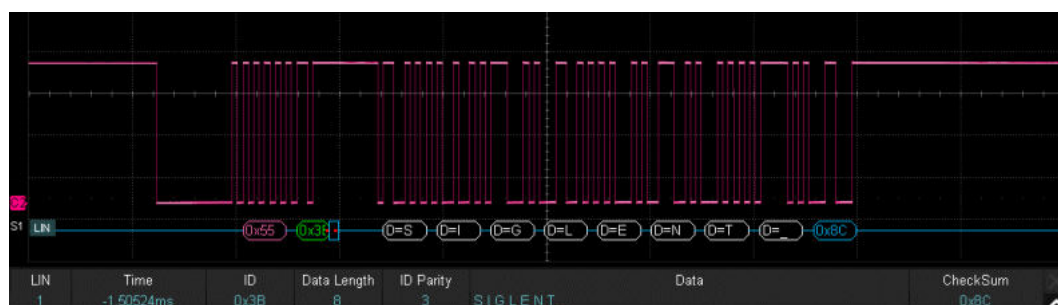 C2
S1 LIN 0x55 D=S D=I D=G D=L D=E D=N D=T D=_ 0x8C
LIN Time ID Data Length ID Parity Data CheckSum
1 -1.50524ms 0x3B 8 3 S I G L E N T 0x8C